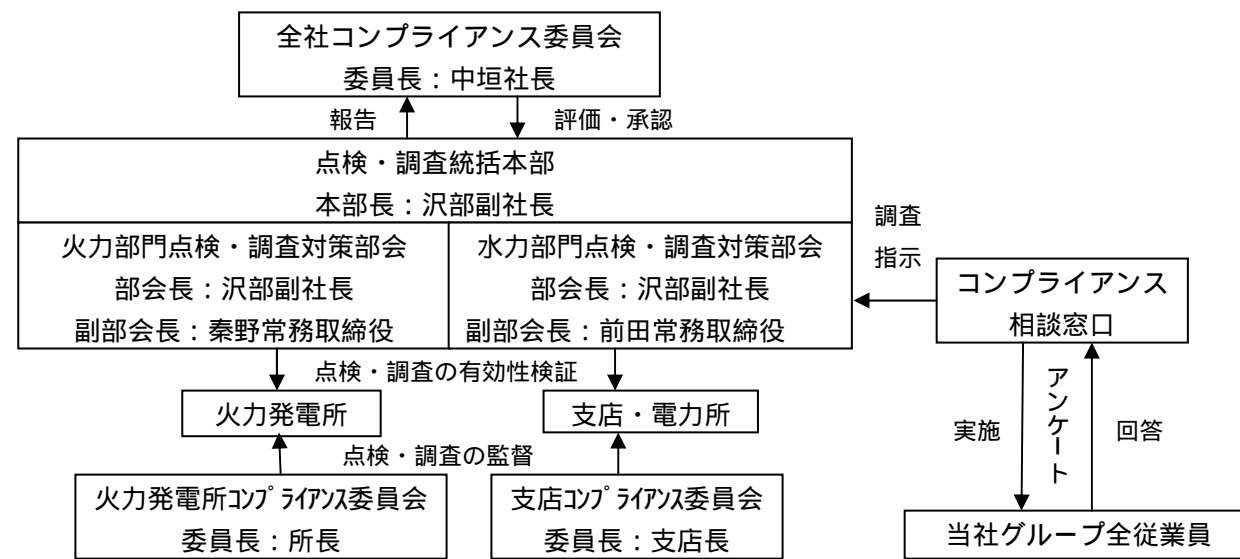 全社コンプライアンス委員会
委員長：中垣社長
報告
評価・承認
点検・調査統括本部
本部長：沢部副社長
火力部門点検・調査対策部会
部会長：沢部副社長
副部会長：秦野常務取締役
水力部門点検・調査対策部会
部会長：沢部副社長
副部会長：前田常務取締役
調査
指示
コンプライアンス
相談窓口
点検・調査の有効性検証
火力発電所
支店・電力所
点検・調査の監督
火力発電所ｺﾝﾌﾟﾗｲｱﾝｽ委員会
委員長：所長
支店ｺﾝﾌﾟﾗｲｱﾝｽ委員会
委員長：支店長
実施
アンケート
回答
当社グループ全従業員